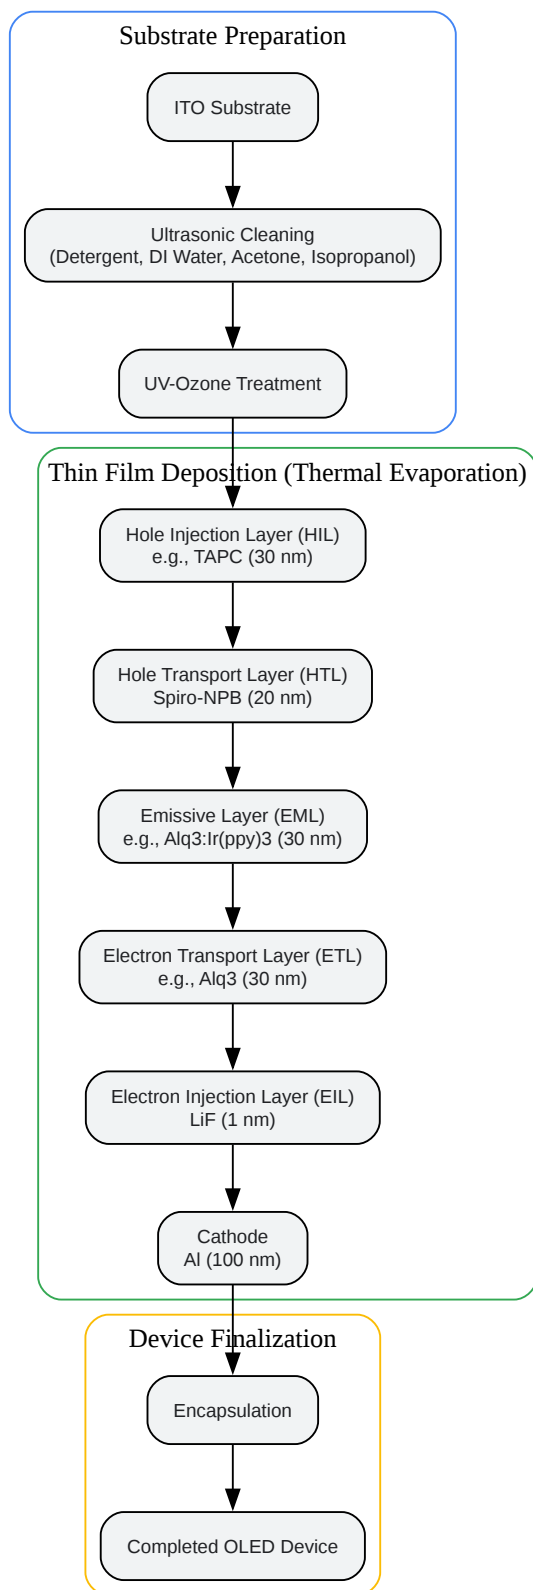 Substrate Preparation
ITO Substrate
Ultrasonic Cleaning
(Detergent, DI Water, Acetone, Isopropanol)
UV-Ozone Treatment
Thin Film Deposition (Thermal Evaporation)
Hole Injection Layer (HIL)
e.g., TAPC (30 nm)
Hole Transport Layer (HTL)
Spiro-NPB (20 nm)
Emissive Layer (EML)
e.g., Alq3:Ir(ppy)3 (30 nm)
Electron Transport Layer (ETL)
e.g., Alq3 (30 nm)
Electron Injection Layer (EIL)
LiF (1 nm)
Cathode
Al (100 nm)
Device Finalization
Encapsulation
Completed OLED Device